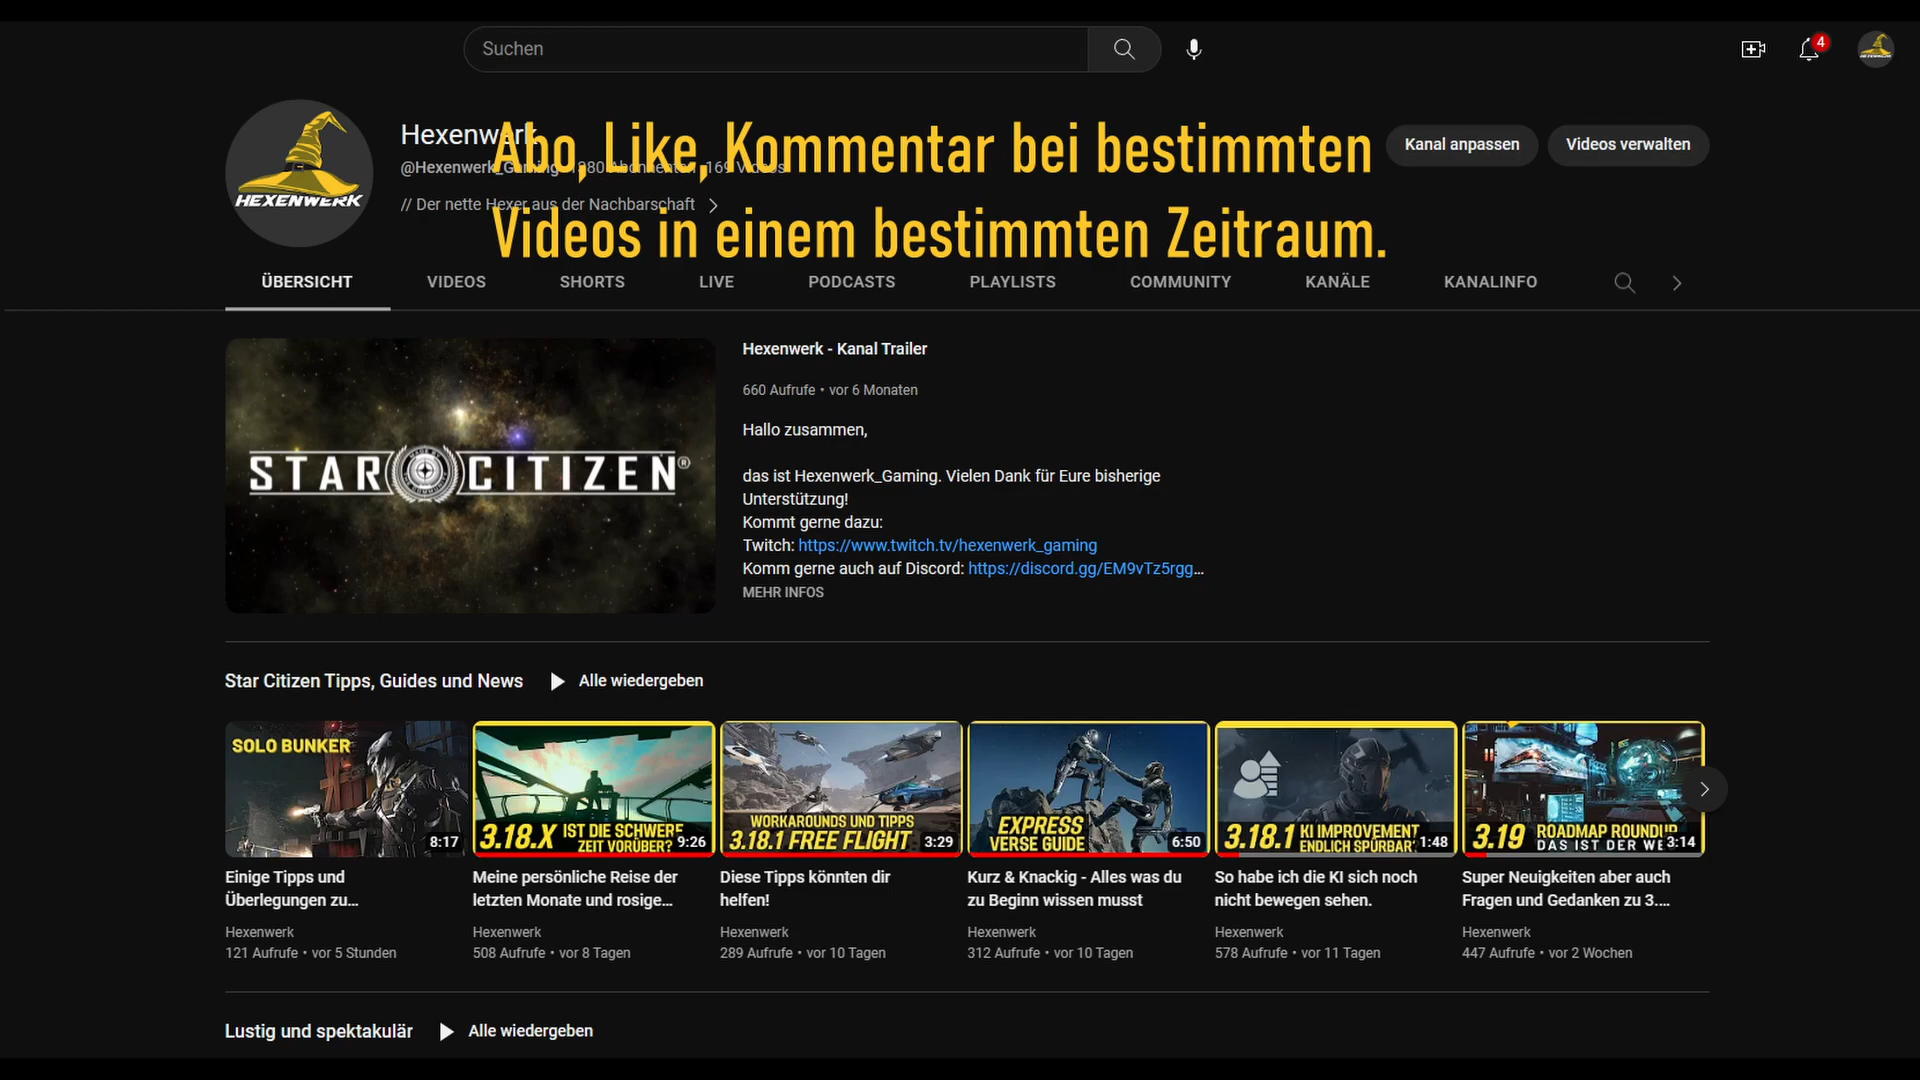 Suchen
4
Hexenwerk
Abo, Like, Kommentar bei bestimmten
Videos in einem bestimmten Zeitraum.
@Hexenwerk_Gaming 169 Videos
// Der nette Hexer aus der Nachbarschaft
HEXENWERK
Kanal anpassen
Videos verwalten
ÜBERSICHT VIDEOS SHORTS LIVE PODCASTS PLAYLISTS COMMUNITY KANÄLE KANALINFO
STAR CITIZEN®
Hexenwerk - Kanal Trailer
660 Aufrufe • vor 6 Monaten
Hallo zusammen,
das ist Hexenwerk_Gaming. Vielen Dank für Eure bisherige
Unterstützung!
Kommt gerne dazu:
Twitch: https://www.twitch.tv/hexenwerk_gaming
Komm gerne auch auf Discord: https://discord.gg/EM9vTz5rgg...
MEHR INFOS
Star Citizen Tipps, Guides und News
Alle wiedergeben
SOLO BUNKER
8:17
Einige Tipps und
Überlegungen zu...
Hexenwerk
121 Aufrufe • vor 5 Stunden
3.18.X IST DIE SCHWERE
ZEIT VORÜBER?
9:26
Meine persönliche Reise der
letzten Monate und rosige...
Hexenwerk
508 Aufrufe • vor 8 Tagen
WORKAROUNDS UND TIPPS
3.18.1 FREE FLIGHT
3:29
Diese Tipps könnten dir
helfen!
Hexenwerk
289 Aufrufe • vor 10 Tagen
EXPRESS
VERSE GUIDE
6:50
Kurz & Knackig - Alles was du
zu Beginn wissen musst
Hexenwerk
312 Aufrufe • vor 10 Tagen
3.18.1 KI IMPROVEMENT
ENDLICH SPÜRBAR
1:48
So habe ich die KI sich noch
nicht bewegen sehen.
Hexenwerk
578 Aufrufe • vor 11 Tagen
3.19 ROADMAP ROUNDUP
DAS IST DER WE
3:14
Super Neuigkeiten aber auch
Fragen und Gedanken zu 3....
Hexenwerk
447 Aufrufe • vor 2 Wochen
Lustig und spektakulär
Alle wiedergeben